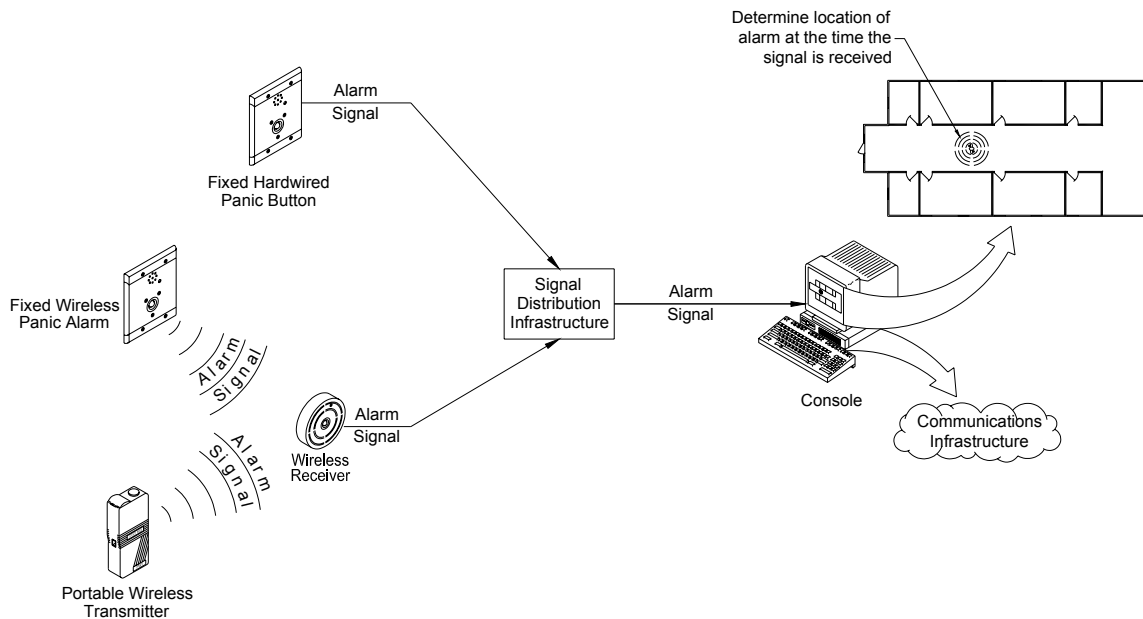 Determine location of
alarm at the time the
signal is received
Alarm
Signal
Fixed Hardwired
Panic Button
Fixed Wireless
Panic Alarm
Alarm
Signal
Signal
Distribution
Infrastructure
Alarm
Signal
Console
Communications
Infrastructure
Alarm
Signal
Wireless
Receiver
Alarm
Signal
Portable Wireless
Transmitter